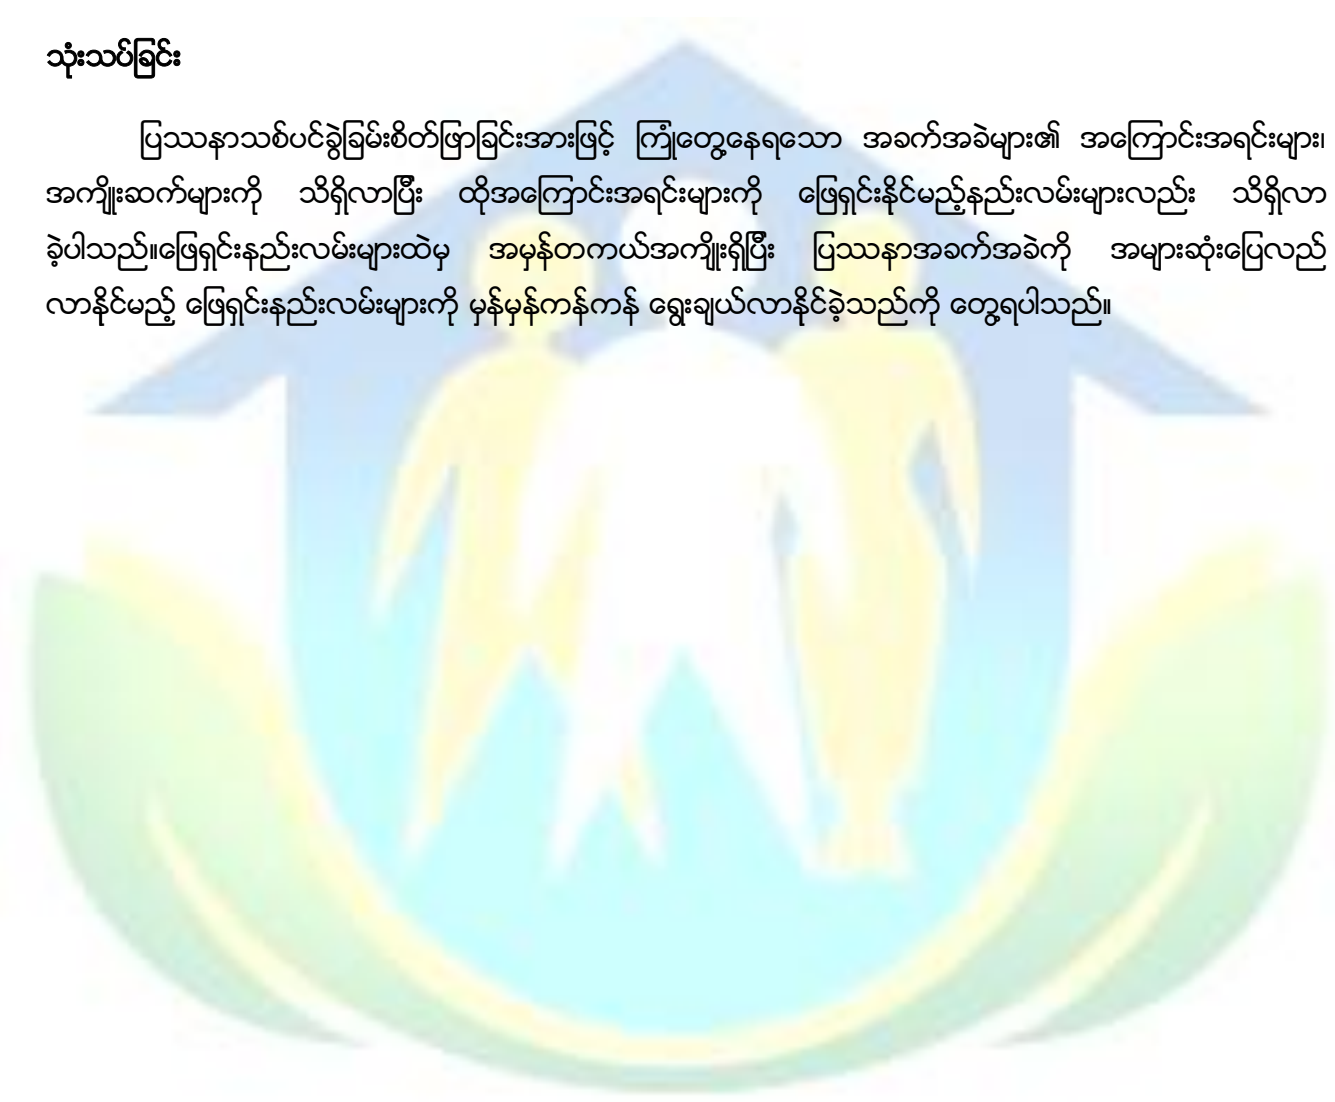 သုံးသပ်ခြင်း
ပြဿနာသစ်ပင်ခွဲခြမ်းစိတ်ဖြာခြင်းအားဖြင့် ကြုံတွေ့နေရသော အခက်အခဲများ၏ အကြောင်းအရင်းများ၊
အကျိုးဆက်များကို သိရှိလာပြီး ထိုအကြောင်းအရင်းများကို ဖြေရှင်းနိုင်မည့်နည်းလမ်းများလည်း သိရှိလာ
ခဲ့ပါသည်။ဖြေရှင်းနည်းလမ်းများထဲမှ အမှန်တကယ်အကျိုးရှိပြီး ပြဿနာအခက်အခဲကို အများဆုံးပြေလည်
လာနိုင်မည့် ဖြေရှင်းနည်းလမ်းများကို မှန်မှန်ကန်ကန် ရွေးချယ်လာနိုင်ခဲ့သည်ကို တွေ့ရပါသည်။